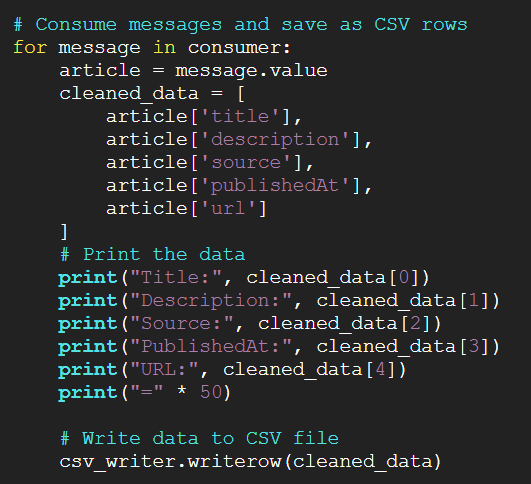 # Consume messages and save as CSV rows
for message in consumer:
    article = message.value
    cleaned_data = [
        article['title'],
        article['description'],
        article['source'],
        article['publishedAt'],
        article['url']
    ]
    # Print the data
    print("Title:", cleaned_data[0])
    print("Description:", cleaned_data[1])
    print("Source:", cleaned_data[2])
    print("PublishedAt:", cleaned_data[3])
    print("URL:", cleaned_data[4])
    print("=" * 50)
    # Write data to CSV file
    csv_writer.writerow(cleaned_data)